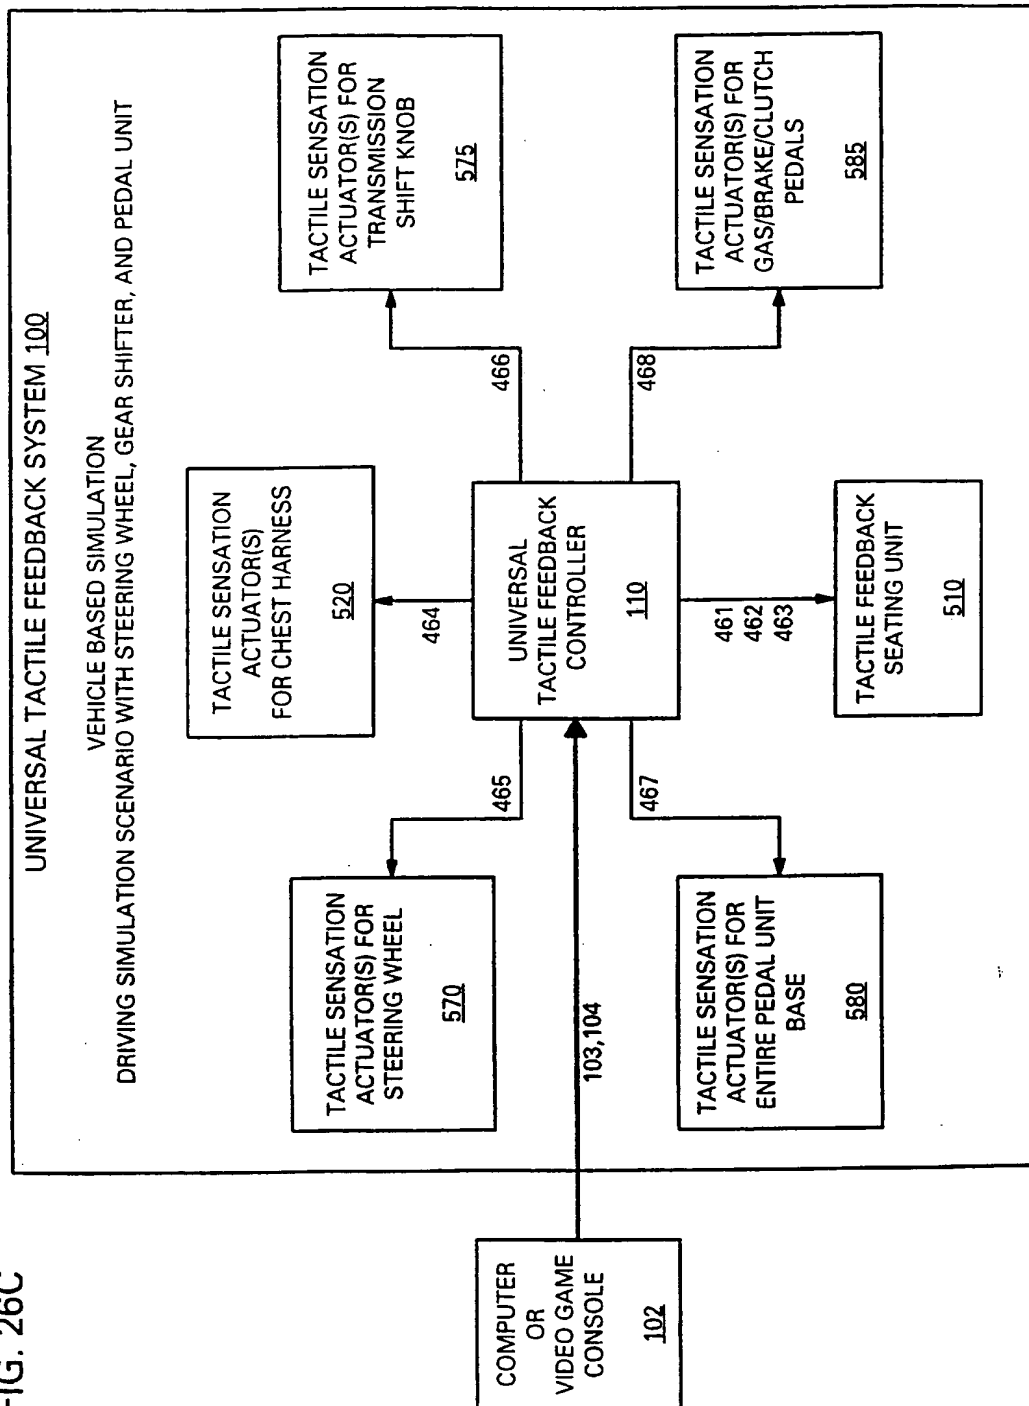 FIG. 26C
UNIVERSAL TACTILE FEEDBACK SYSTEM 100
VEHICLE BASED SIMULATION
DRIVING SIMULATION SCENARIO WITH STEERING WHEEL, GEAR SHIFTER, AND PEDAL UNIT
COMPUTER
OR
VIDEO GAME
CONSOLE
102
103,104
TACTILE SENSATION
ACTUATOR(S) FOR
STEERING WHEEL
570
465
TACTILE SENSATION
ACTUATOR(S)
FOR CHEST HARNESS
520
464
TACTILE SENSATION
ACTUATOR(S) FOR
TRANSMISSION
SHIFT KNOB
575
466
UNIVERSAL
TACTILE FEEDBACK
CONTROLLER
110
TACTILE SENSATION
ACTUATOR(S) FOR
ENTIRE PEDAL UNIT
BASE
580
467
461
462
463
TACTILE FEEDBACK
SEATING UNIT
510
468
TACTILE SENSATION
ACTUATOR(S) FOR
GAS/BRAKE/CLUTCH
PEDALS
585